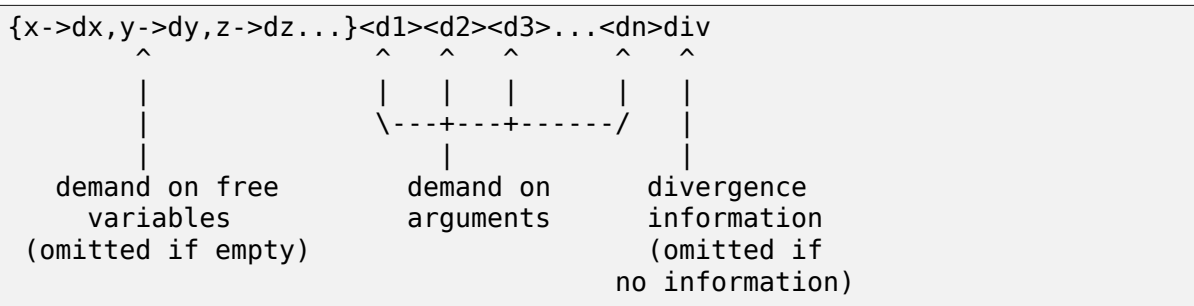 {x->dx,y->dy,z->dz...}<d1><d2><d3>...<dn>div
        ^              ^   ^   ^      ^   ^
        |              |   |   |      |   |
        |              \---+---+------/   |
        |                  |              |
   demand on free        demand on      divergence
     variables           arguments      information
 (omitted if empty)                     (omitted if
                                      no information)